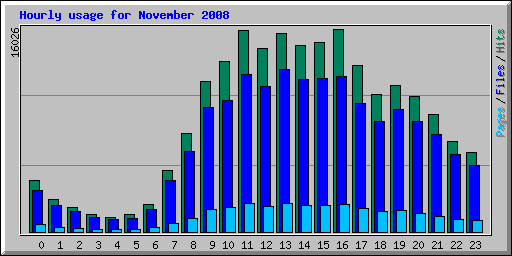 Hourly usage for November 2008
16026
Pages/Files/Hits
0 1 2 3 4 5 6 7 8 9 10 11 12 13 14 15 16 17 18 19 20 21 22 23